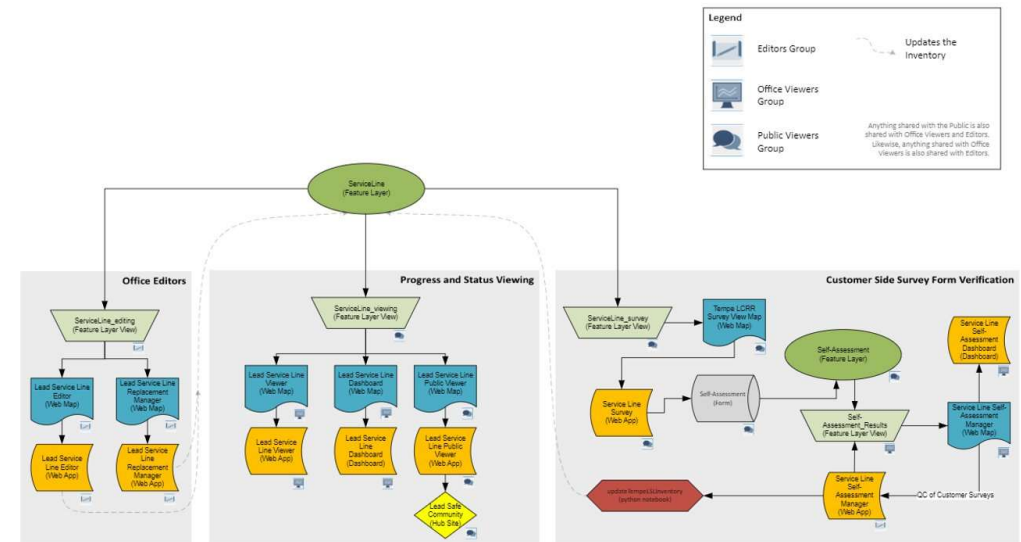 Legend
Editors Group
Updates the
Inventory
Office Viewers
Group
Public Viewers
Group
Anything shared with the Public is also
shared with Office Viewers and Editors.
Likewise, anything shared with Office
Viewers is also shared with Editors.
ServiceLine
(Feature Layer)
Office Editors
ServiceLine_editing
(Feature Layer View)
Lead Service Line
Editor
(Web Map)
Lead Service Line
Replacement
Manager
(Web Map)
Lead Service
Line Editor
(Web App)
Lead Service
Line
Replacement
Manager
(Web App)
Progress and Status Viewing
ServiceLine_viewing
(Feature Layer View)
Lead Service Line
Viewer
(Web Map)
Lead Service Line
Dashboard
(Web Map)
Lead Service Line
Public Viewer
(Web Map)
Lead Service
Line Viewer
(Web App)
Lead Service
Line
Dashboard
(Dashboard)
Lead Service
Line Public
Viewer
(Web App)
Lead Safe
Community
(Hub Site)
Customer Side Survey Form Verification
ServiceLine_survey
(Feature Layer View)
Tempe LCRR
Survey View Map
(Web Map)
Service Line
Survey
(Web App)
Self-Assessment
(Form)
Self-Assessment
(Feature Layer)
Self-
Assessment_Results
(Feature Layer View)
Service Line
Self-
Assessment
Dashboard
(Dashboard)
Service Line Self-
Assessment
Manager
(Web Map)
Service Line
Self-
Assessment
Manager
(Web App)
QC of Customer Surveys
updateTempeLSLInventory
(python notebook)